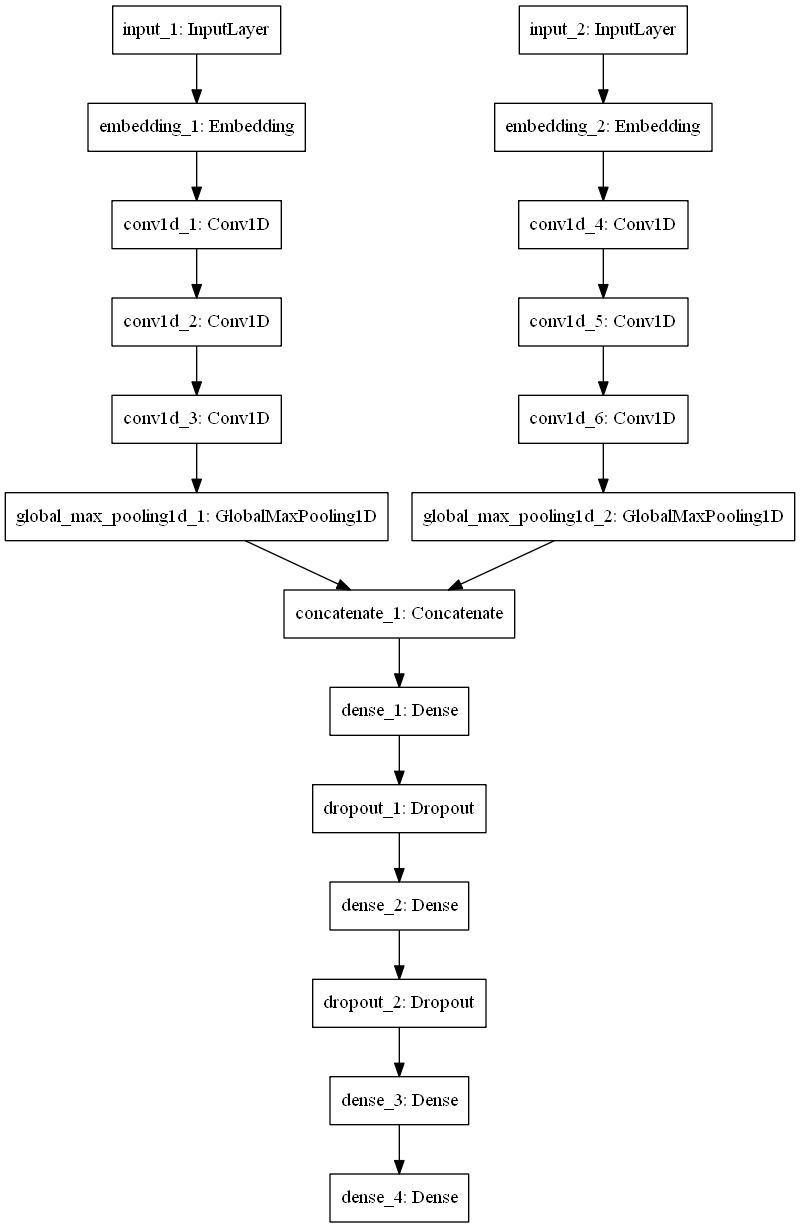 input_1: InputLayer
input_2: InputLayer
embedding_1: Embedding
embedding_2: Embedding
conv1d_1: Conv1D
conv1d_4: Conv1D
conv1d_2: Conv1D
conv1d_5: Conv1D
conv1d_3: Conv1D
conv1d_6: Conv1D
global_max_pooling1d_1: GlobalMaxPooling1D
global_max_pooling1d_2: GlobalMaxPooling1D
concatenate_1: Concatenate
dense_1: Dense
dropout_1: Dropout
dense_2: Dense
dropout_2: Dropout
dense_3: Dense
dense_4: Dense